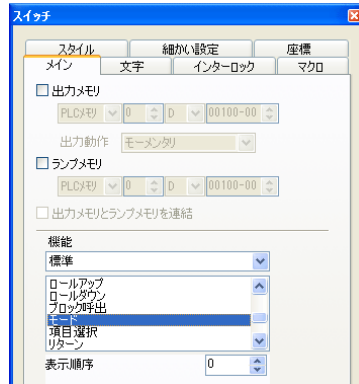 スイッチ
スタイル 細かい設定 座標
メイン 文字 インターロック マクロ
出力メモリ
PLCメモリ 0 D 00100-00
出力動作 モーメンタリ
ランプメモリ
PLCメモリ 0 D 00100-00
出力メモリとランプメモリを連結
機能
標準
ロールアップ
ロールダウン
ブロック呼出
モード
項目選択
リターン
表示順序 0